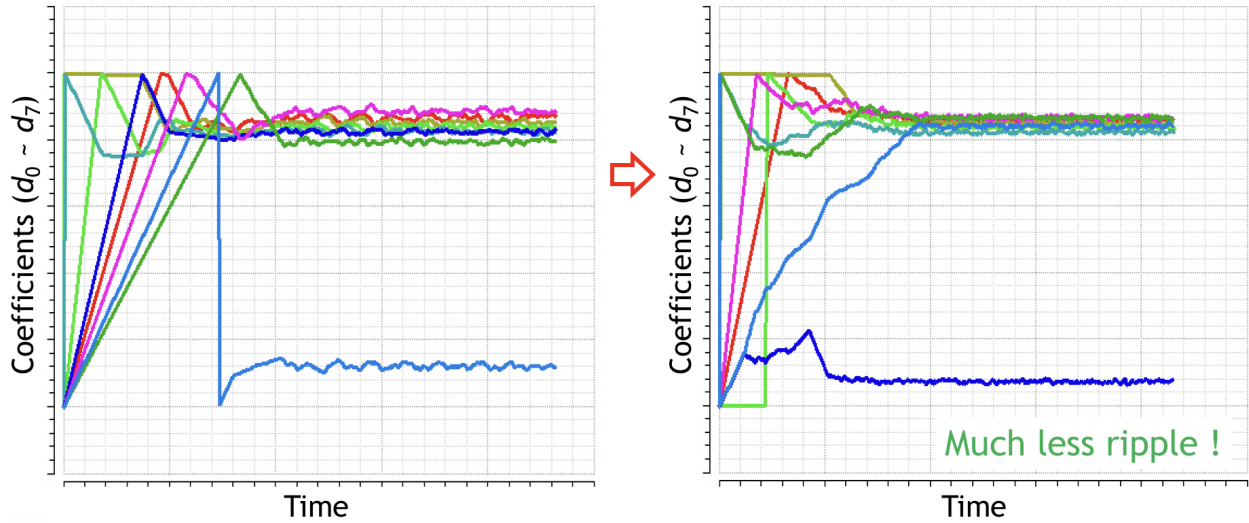 Coefficients (d₀ ~ d₇)
Time
Coefficients (d₀ ~ d₇)
Much less ripple !
Time